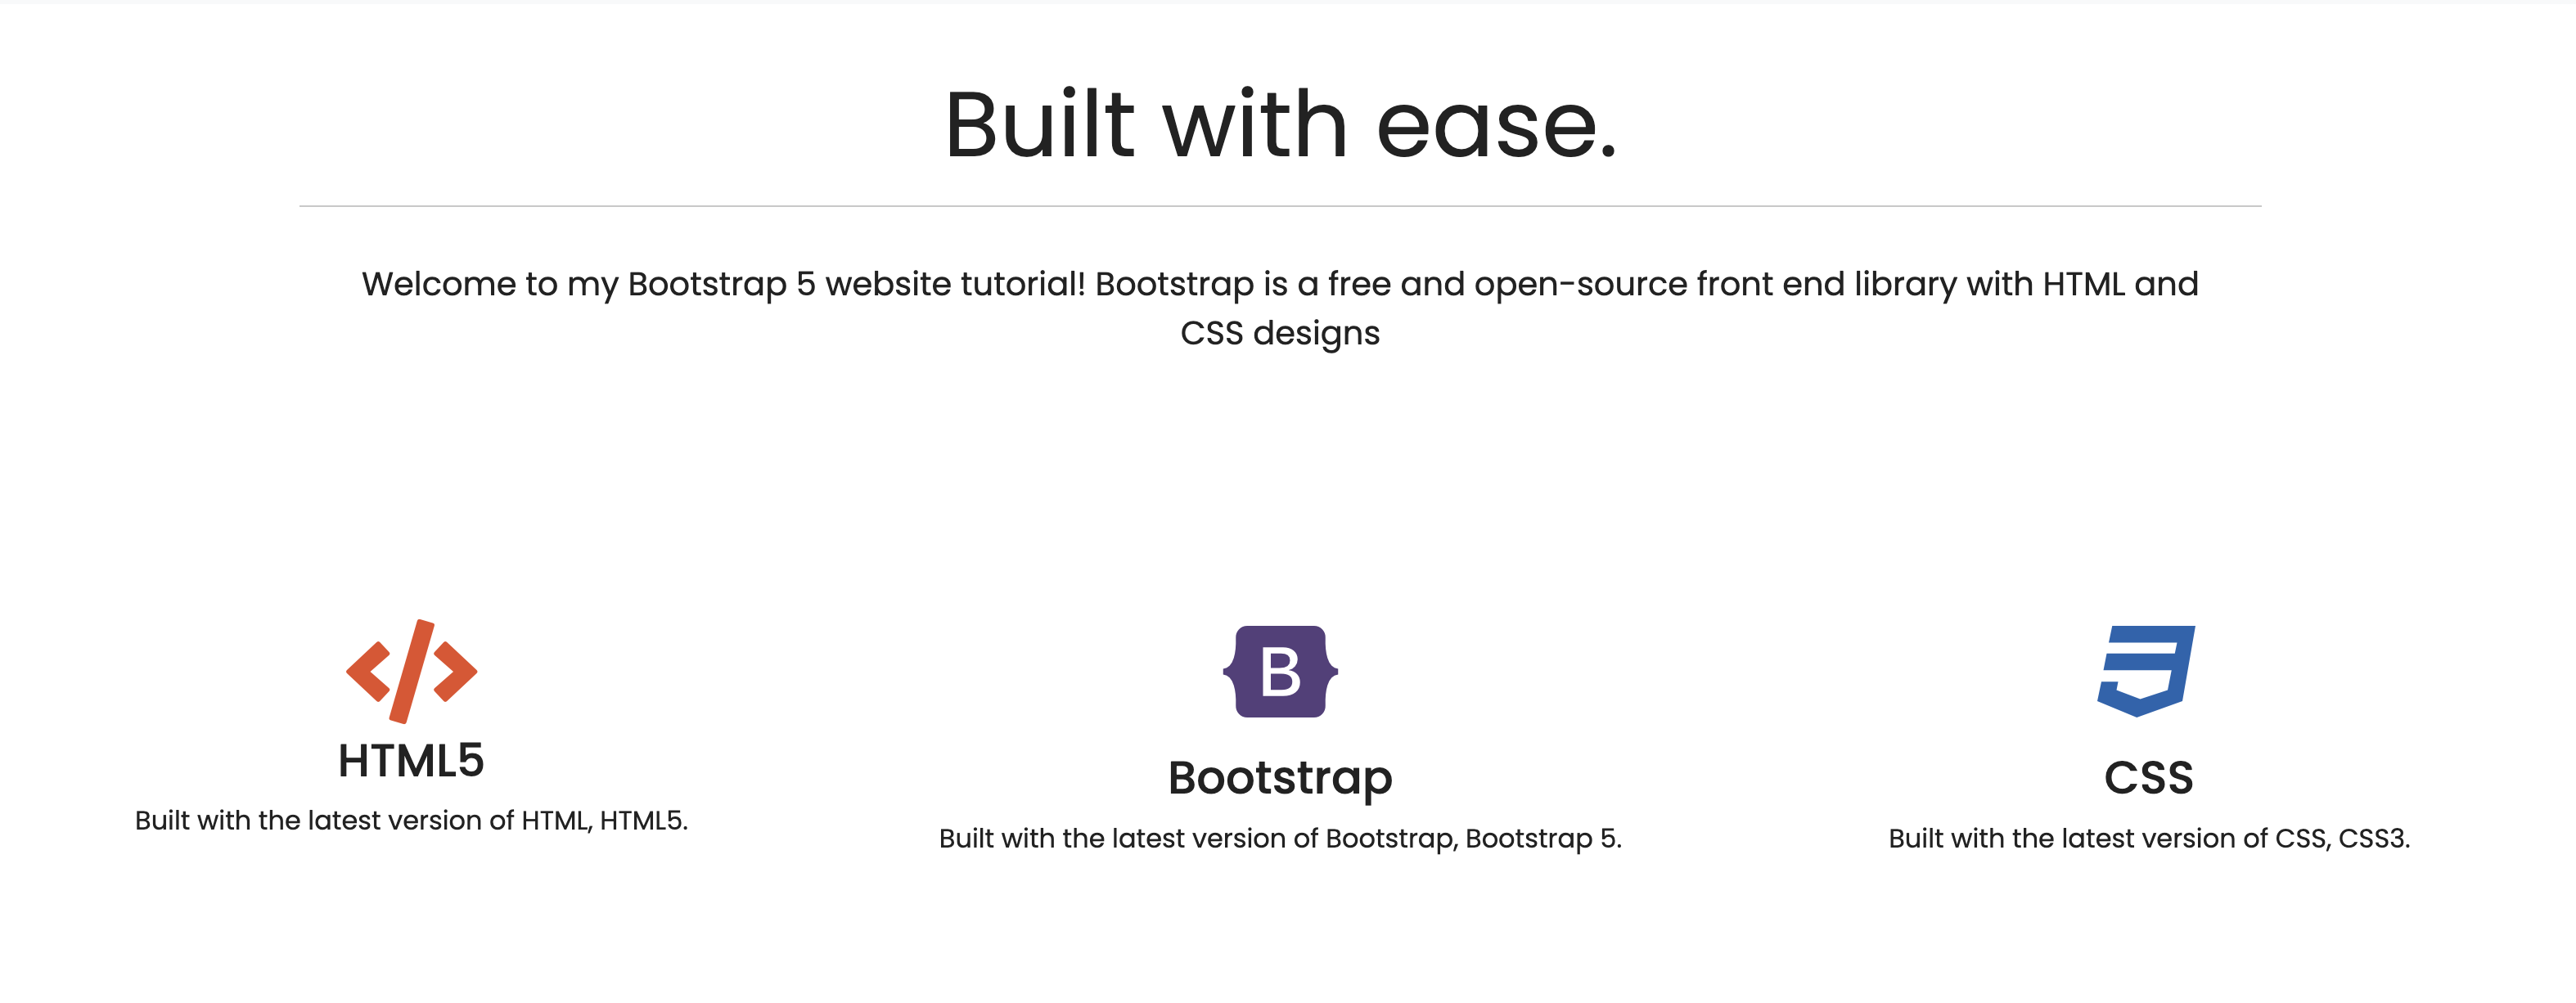 Built with ease.
Welcome to my Bootstrap 5 website tutorial! Bootstrap is a free and open-source front end library with HTML and
CSS designs
B
HTML5
Built with the latest version of HTML, HTML5.
Bootstrap
Built with the latest version of Bootstrap, Bootstrap 5.
CSS
Built with the latest version of CSS, CSS3.